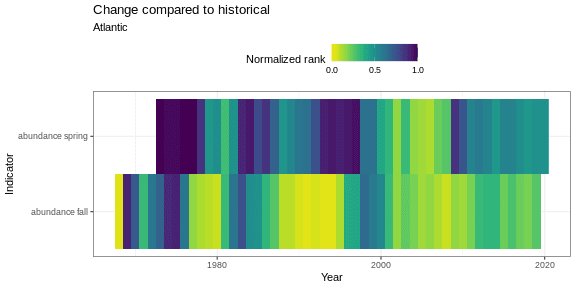 Change compared to historical
Atlantic
Normalized rank
0.0 0.5 1.0
abundance spring
abundance fall
Indicator
1980 2000 2020
Year